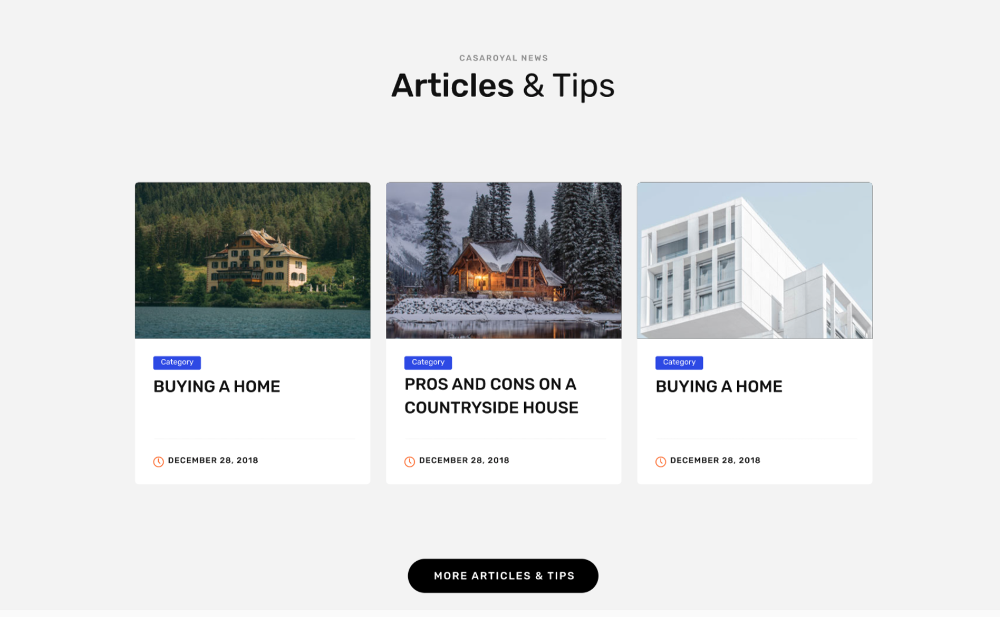 CASAROYAL NEWS
Articles & Tips
Category
BUYING A HOME
DECEMBER 28, 2018
Category
PROS AND CONS ON A
COUNTRYSIDE HOUSE
DECEMBER 28, 2018
Category
BUYING A HOME
DECEMBER 28, 2018
MORE ARTICLES & TIPS